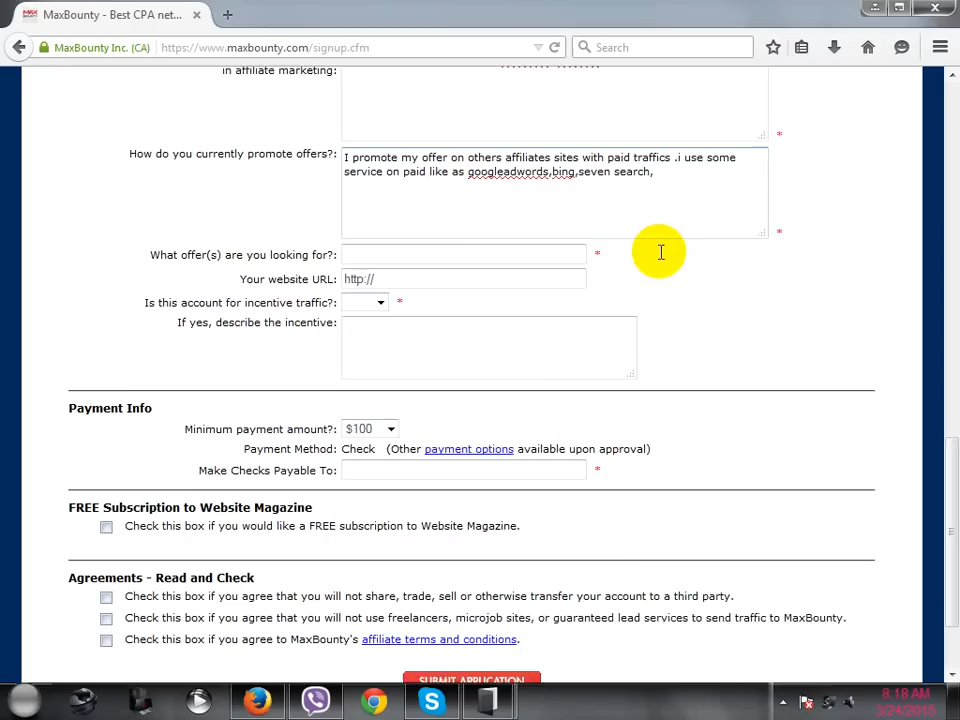 MaxBounty - Best CPA net...
MaxBounty Inc. (CA)
https://www.maxbounty.com/signup.cfm
Search
in affiliate marketing:
*
How do you currently promote offers?:
I promote my offer on others affiliates sites with paid traffics .i use some
service on paid like as googleadwords,bing,seven search,
*
What offer(s) are you looking for?:
*
Your website URL:
http://
Is this account for incentive traffic?:
*
If yes, describe the incentive:
Payment Info
Minimum payment amount?:
$100
Payment Method: Check (Other payment options available upon approval)
Make Checks Payable To:
*
FREE Subscription to Website Magazine
Check this box if you would like a FREE subscription to Website Magazine.
Agreements - Read and Check
Check this box if you agree that you will not share, trade, sell or otherwise transfer your account to a third party.
Check this box if you agree that you will not use freelancers, microjob sites, or guaranteed lead services to send traffic to MaxBounty.
Check this box if you agree to MaxBounty's affiliate terms and conditions.
SUBMIT APPLICATION
8:18 AM
3/24/2015